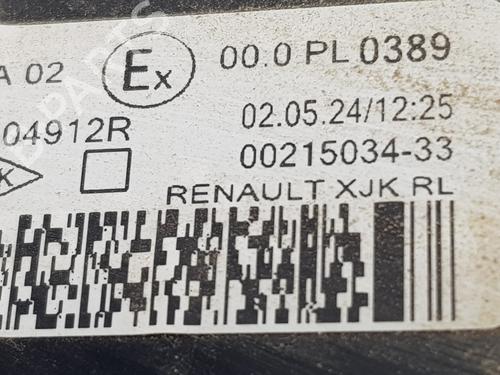 A 02 Ex 00.0 PL 0389
04912R 02.05.24/12:25
K 00215034-33
RENAULT XJK RL